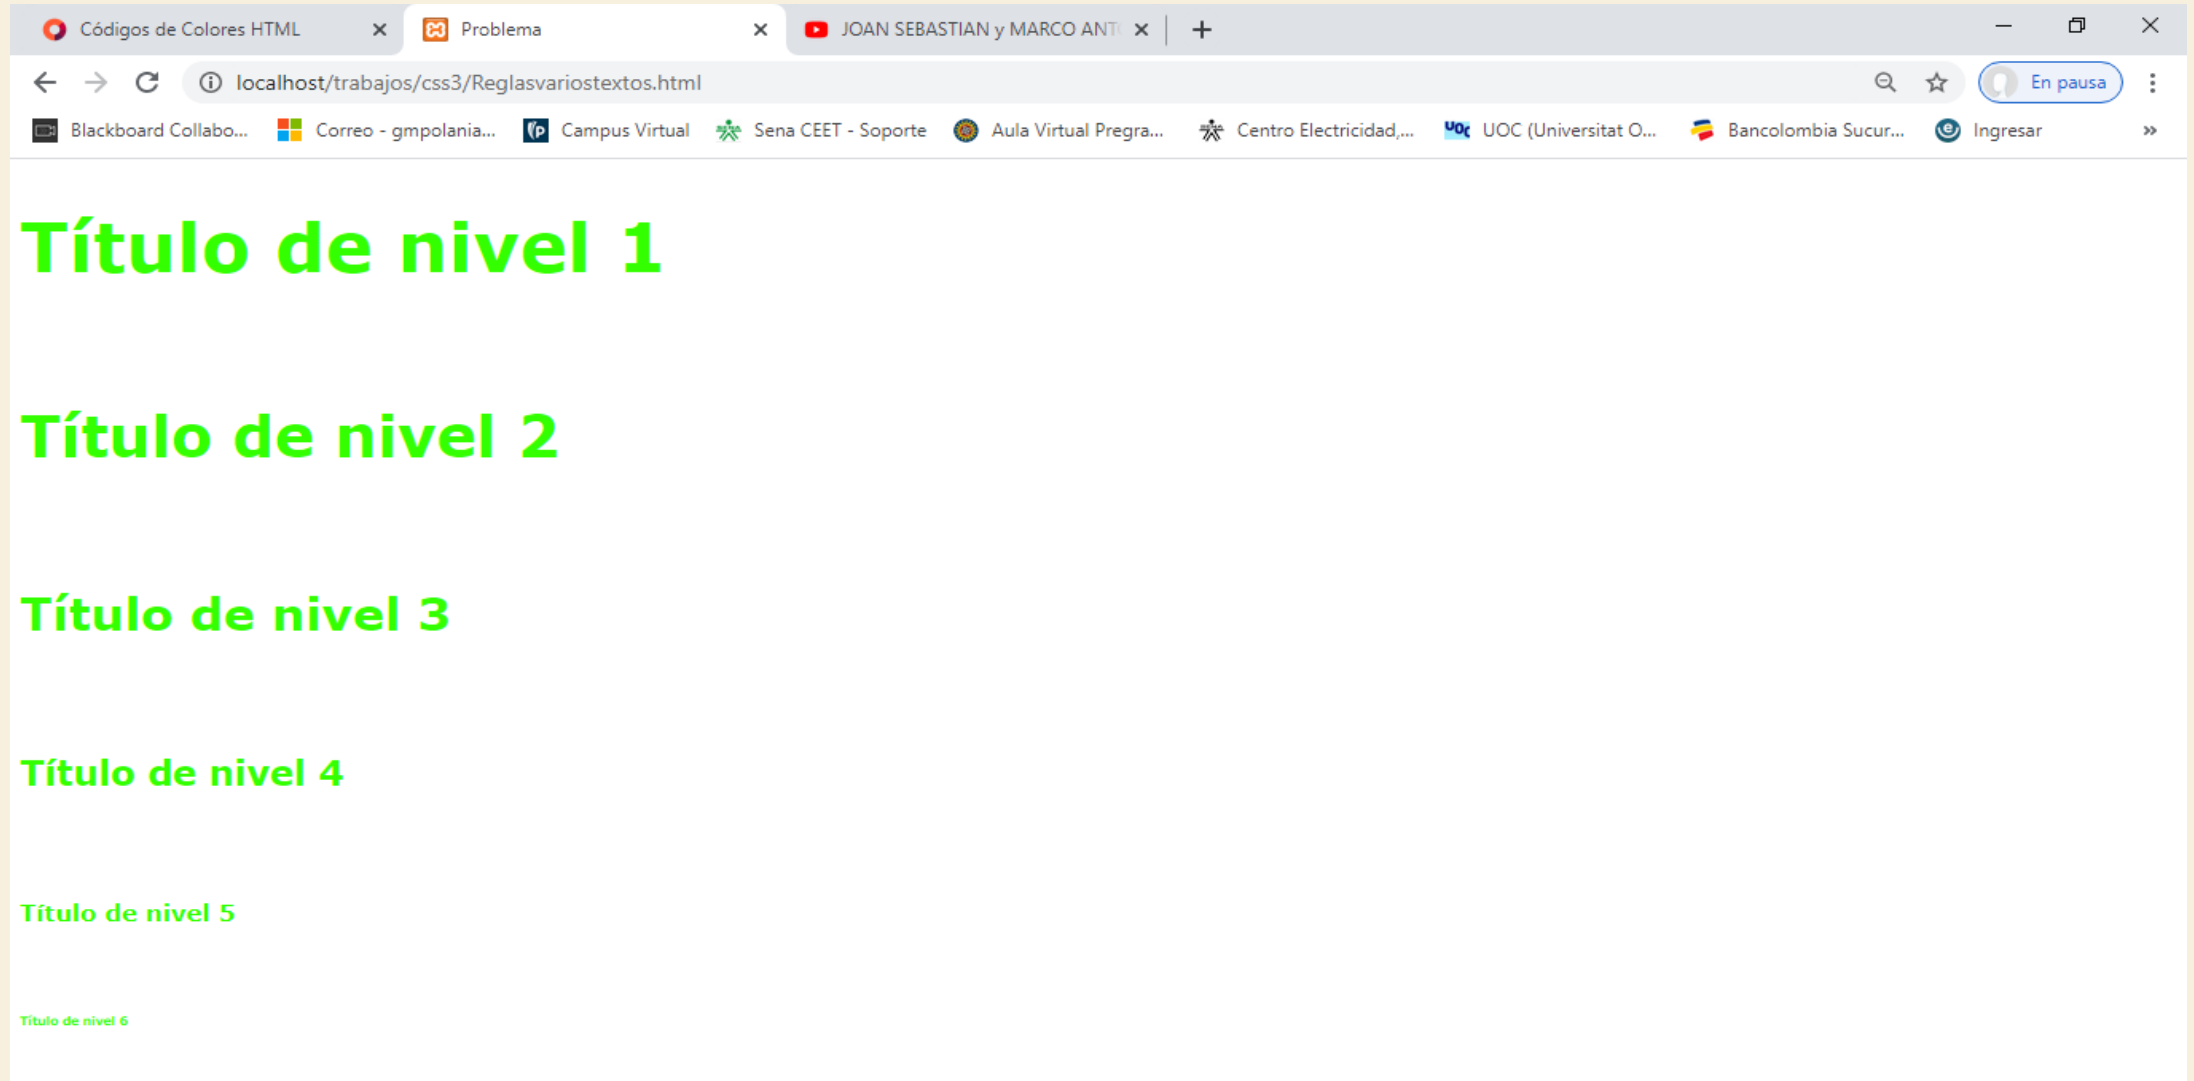 Códigos de Colores HTML
Problema
JOAN SEBASTIAN y MARCO ANT
localhost/trabajos/css3/Reglasvariostextos.html
En pausa
Blackboard Collabo...
Correo - gmpolania...
Campus Virtual
Sena CEET - Soporte
Aula Virtual Pregra...
Centro Electricidad,...
UOC (Universitat O...
Bancolombia Sucur...
Ingresar
Título de nivel 1
Título de nivel 2
Título de nivel 3
Título de nivel 4
Título de nivel 5
Título de nivel 6